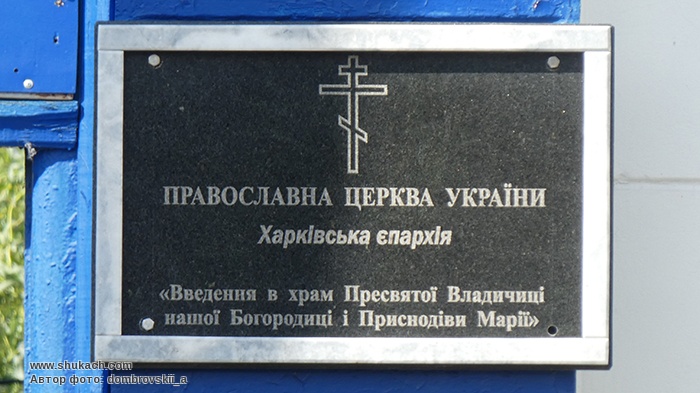 ПРАВОСЛАВНА ЦЕРКВА УКРАЇНИ
Харківська єпархія
«Введення в храм Пресвятої Владичиці
нашої Богородиці і Приснодіви Марії»
www.shukach.com
Автор фото: dombrovskii_a